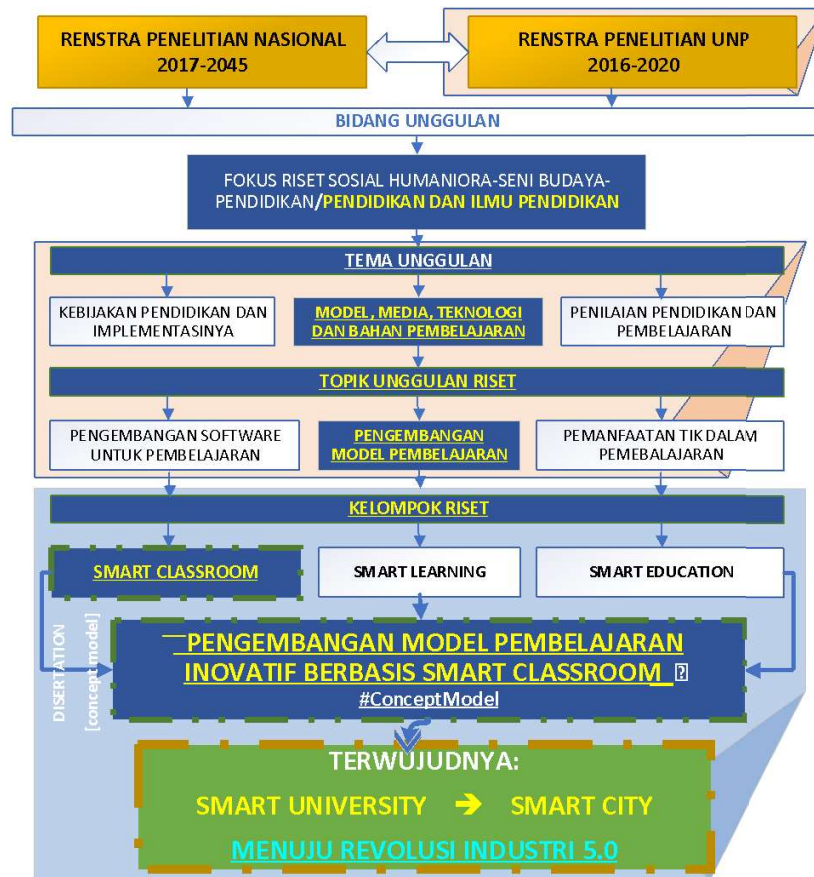 RENSTRA PENELITIAN NASIONAL
2017-2045
RENSTRA PENELITIAN UNP
2016-2020
BIDANG UNGGULAN
FOKUS RISET SOSIAL HUMANIORA-SENI BUDAYA-
PENDIDIKAN/PENDIDIKAN DAN ILMU PENDIDIKAN
TEMA UNGGULAN
KEBIJAKAN PENDIDIKAN DAN
IMPLEMENTASINYA
MODEL, MEDIA, TEKNOLOGI
DAN BAHAN PEMBELAJARAN
PENILAIAN PENDIDIKAN DAN
PEMBELAJARAN
TOPIK UNGGULAN RISET
PENGEMBANGAN SOFTWARE
UNTUK PEMBELAJARAN
PENGEMBANGAN
MODEL PEMBELAJARAN
PEMANFAATAN TIK DALAM
PEMEBALAJARAN
KELOMPOK RISET
SMART CLASSROOM
SMART LEARNING
SMART EDUCATION
DISERTATION
[concept model]
PENGEMBANGAN MODEL PEMBELAJARAN
INOVATIF BERBASIS SMART CLASSROOM
#ConceptModel
TERWUJUDNYA:
SMART UNIVERSITY ➔ SMART CITY
MENUJU REVOLUSI INDUSTRI 5.0